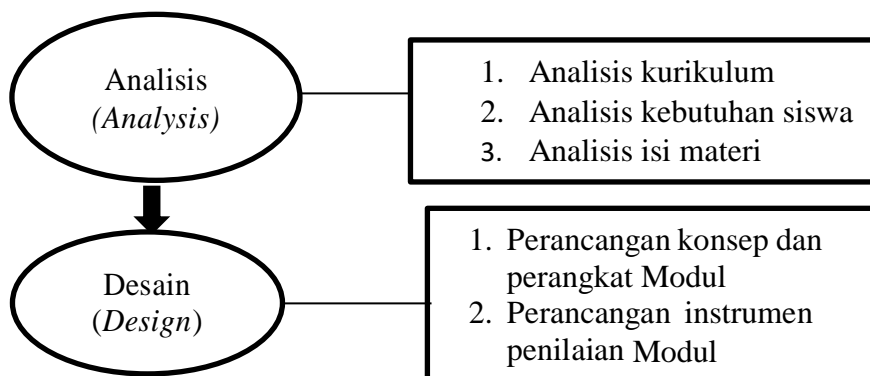 Analisis
(Analysis)
1. Analisis kurikulum
2. Analisis kebutuhan siswa
3. Analisis isi materi
Desain
(Design)
1. Perancangan konsep dan
perangkat Modul
2. Perancangan instrumen
penilaian Modul